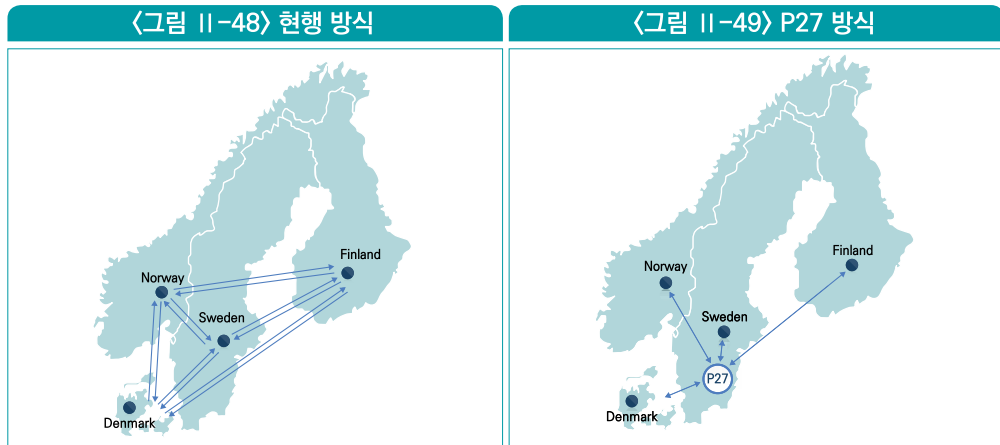 〈그림 Ⅱ-48〉 현행 방식
Finland
Norway
Sweden
Denmark
〈그림 Ⅱ-49〉 P27 방식
Finland
Norway
Sweden
P27
Denmark